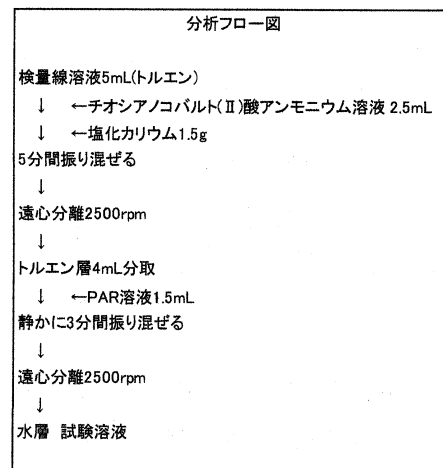 分析フロー図
検量線溶液5mL(トルエン)
↓ ←チオシアノコバルト(Ⅱ)酸アンモニウム溶液 2.5mL
↓ ←塩化カリウム1.5g
5分間振り混ぜる
↓
遠心分離2500rpm
↓
トルエン層4mL分取
↓ ←PAR溶液1.5mL
静かに3分間振り混ぜる
↓
遠心分離2500rpm
↓
水層 試験溶液